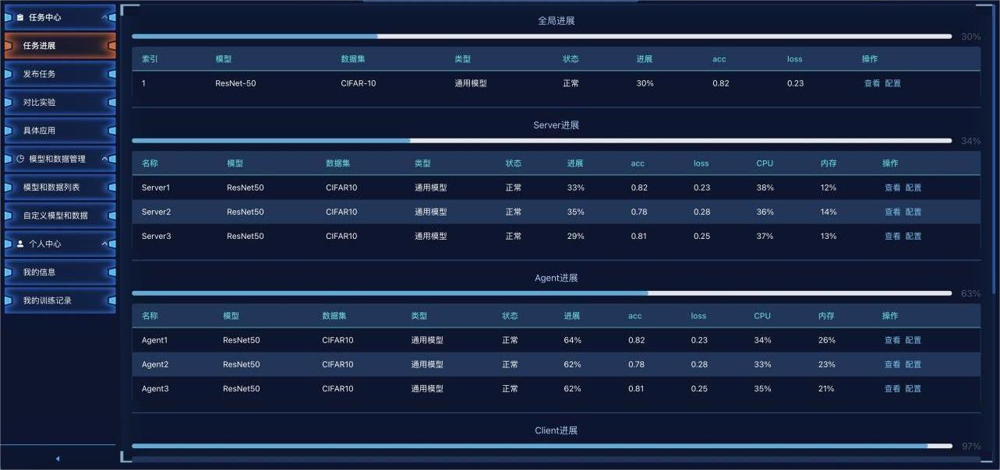 任务中心
任务进展
发布任务
对比实验
具体应用
模型和数据管理
模型和数据列表
自定义模型和数据
个人中心
我的信息
我的训练记录
全局进展
30%
索引 模型 数据集 类型 状态 进展 acc loss 操作
1 ResNet-50 CIFAR-10 通用模型 正常 30% 0.82 0.23 查看 配置
Server进展
34%
名称 模型 数据集 类型 状态 进展 acc loss CPU 内存 操作
Server1 ResNet50 CIFAR10 通用模型 正常 33% 0.82 0.23 38% 12% 查看 配置
Server2 ResNet50 CIFAR10 通用模型 正常 35% 0.78 0.28 36% 14% 查看 配置
Server3 ResNet50 CIFAR10 通用模型 正常 29% 0.81 0.25 37% 13% 查看 配置
Agent进展
63%
名称 模型 数据集 类型 状态 进展 acc loss CPU 内存 操作
Agent1 ResNet50 CIFAR10 通用模型 正常 64% 0.82 0.23 34% 26% 查看 配置
Agent2 ResNet50 CIFAR10 通用模型 正常 62% 0.78 0.28 33% 23% 查看 配置
Agent3 ResNet50 CIFAR10 通用模型 正常 62% 0.81 0.25 35% 21% 查看 配置
Client进展
97%